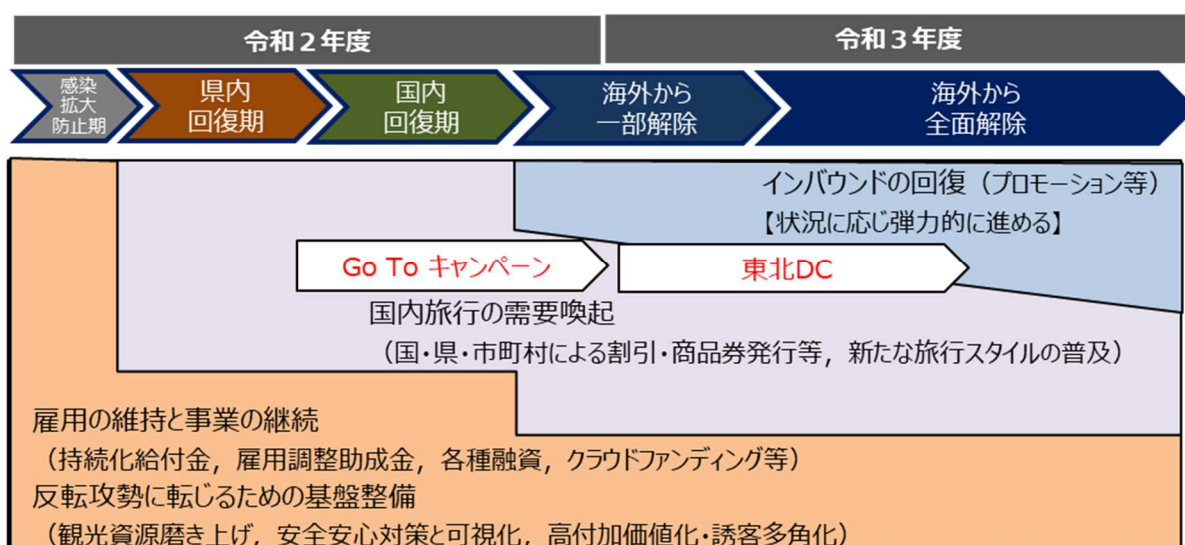 令和２年度
令和３年度
感染
拡大
防止期
県内
回復期
国内
回復期
海外から
一部解除
海外から
全面解除
インバウンドの回復（プロモーション等）
【状況に応じ弾力的に進める】
Go To キャンペーン
東北DC
国内旅行の需要喚起
（国・県・市町村による割引・商品券発行等，新たな旅行スタイルの普及）
雇用の維持と事業の継続
（持続化給付金，雇用調整助成金，各種融資，クラウドファンディング等）
反転攻勢に転じるための基盤整備
（観光資源磨き上げ，安全安心対策と可視化，高付加価値化・誘客多角化）